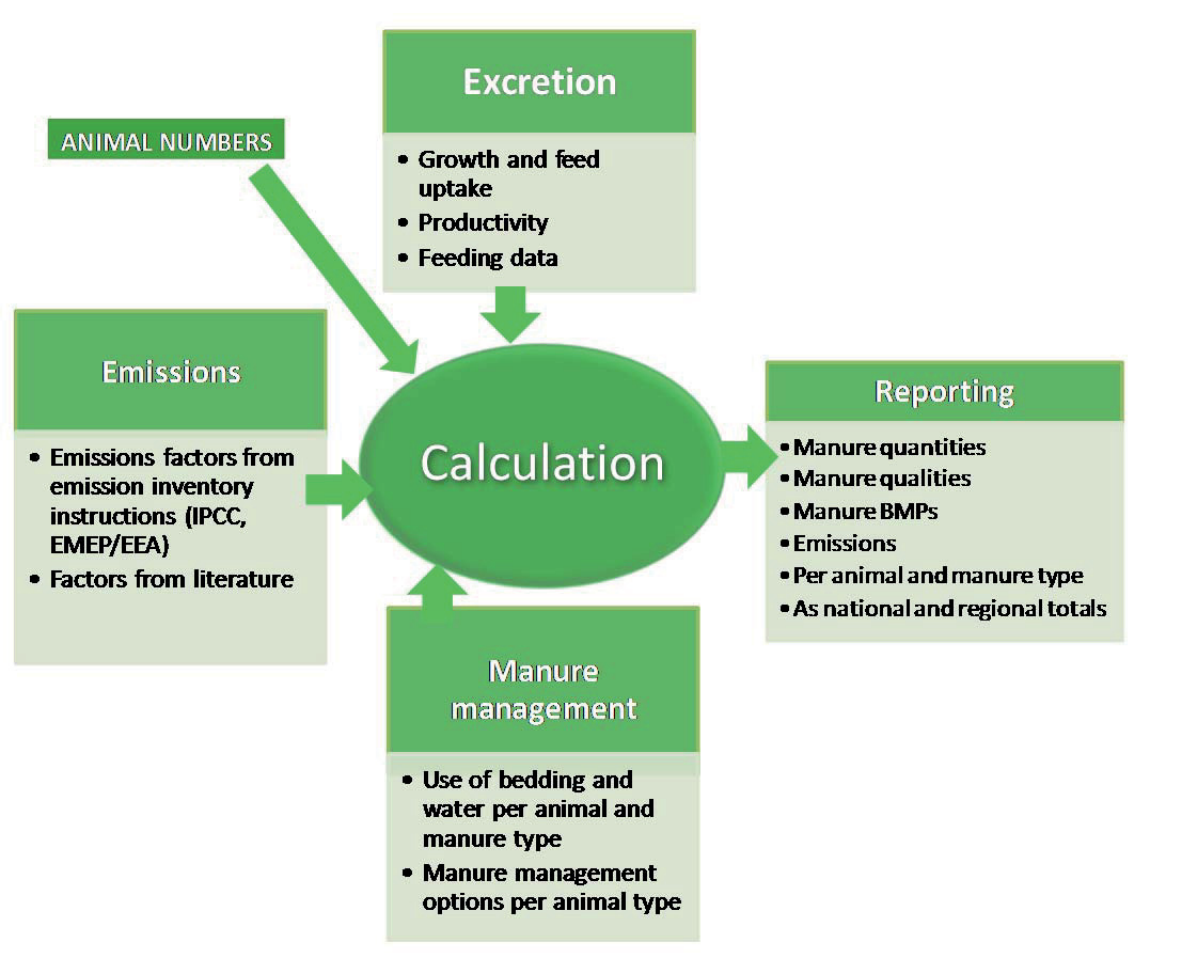 Excretion
• Growth and feed
uptake
• Productivity
• Feeding data
ANIMAL NUMBERS
Emissions
• Emissions factors from
emission inventory
instructions (IPCC,
EMEP/EEA)
• Factors from literature
Calculation
Reporting
• Manure quantities
• Manure qualities
• Manure BMPs
• Emissions
• Per animal and manure type
• As national and regional totals
Manure
management
• Use of bedding and
water per animal and
manure type
• Manure management
options per animal type